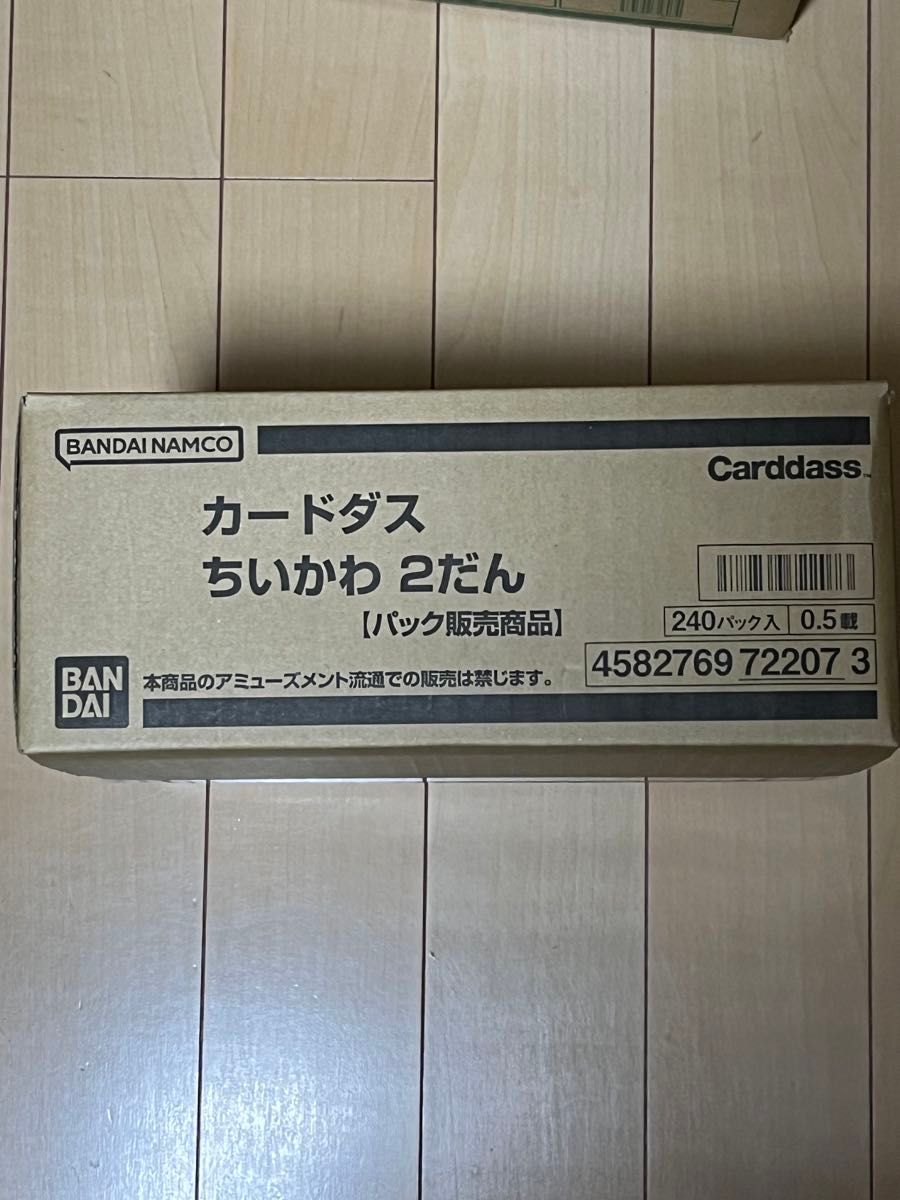 BANDAI NAMCO
Carddass™
カードダス
ちいかわ 2だん
【パック販売商品】
240パック入 0.5載
4582769 72207 3
BAN
DAI
本商品のアミューズメント流通での販売は禁じます。